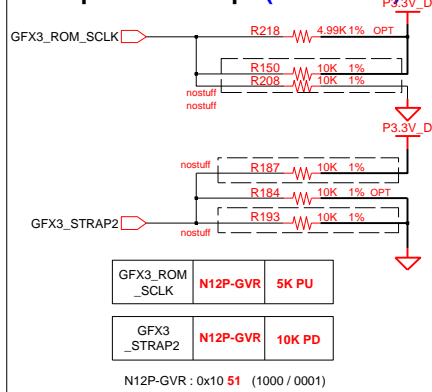 P3.3V_D
GFX3_ROM_SCLK
R218 4.99K 1% OPT
R150 10K 1%
R208 10K 1%
nostuff
nostuff
P3.3V_D
nostuff
R187 10K 1%
R184 10K 1% OPT
GFX3_STRAP2
R193 10K 1%
nostuff
GFX3_ROM
_SCLK
N12P-GVR
5K PU
GFX3
_STRAP2
N12P-GVR
10K PD
N12P-GVR : 0x10 51 (1000 / 0001)